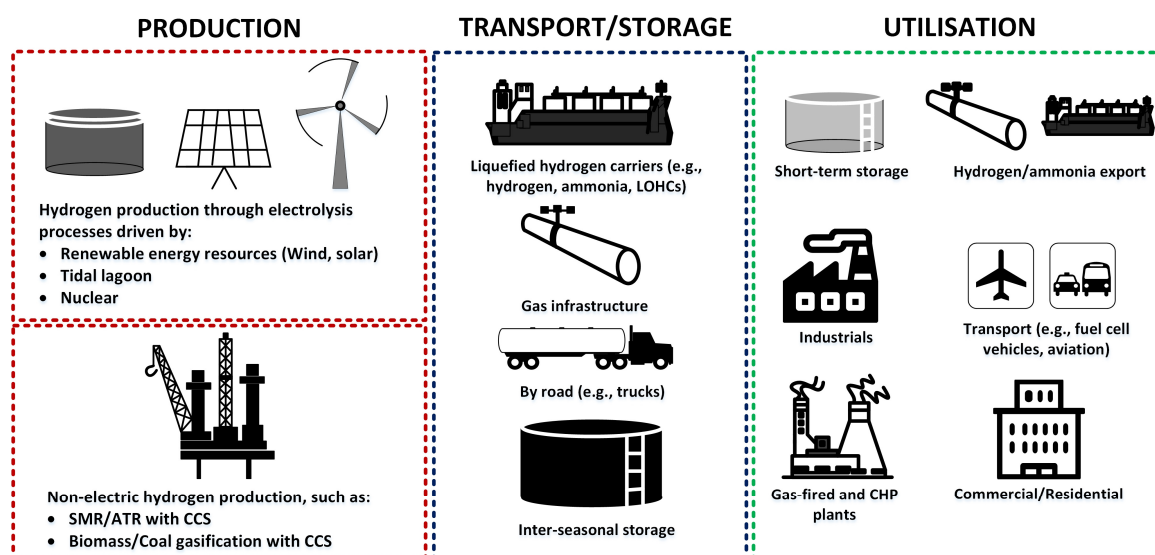 PRODUCTION
Hydrogen production through electrolysis
processes driven by:
• Renewable energy resources (Wind, solar)
• Tidal lagoon
• Nuclear
Non-electric hydrogen production, such as:
• SMR/ATR with CCS
• Biomass/Coal gasification with CCS
TRANSPORT/STORAGE
Liquefied hydrogen carriers (e.g.,
hydrogen, ammonia, LOHCs)
Gas infrastructure
By road (e.g., trucks)
Inter-seasonal storage
UTILISATION
Short-term storage
Hydrogen/ammonia export
Industrials
Transport (e.g., fuel cell
vehicles, aviation)
Gas-fired and CHP
plants
Commercial/Residential